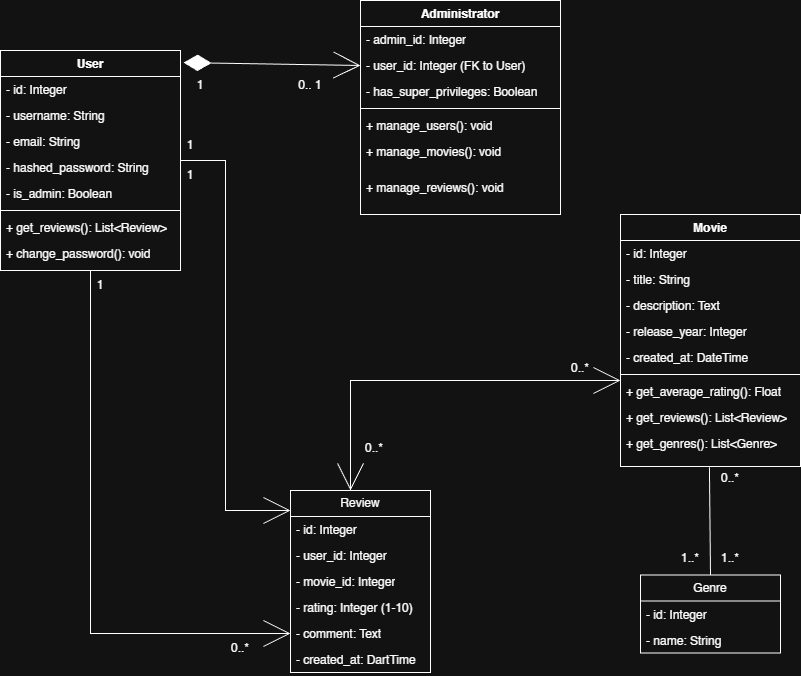 Administrator
- admin_id: Integer
- user_id: Integer (FK to User)
- has_super_privileges: Boolean
+ manage_users(): void
+ manage_movies(): void
+ manage_reviews(): void
User
- id: Integer
- username: String
- email: String
- hashed_password: String
- is_admin: Boolean
+ get_reviews(): List<Review>
+ change_password(): void
1
0.. 1
1
1
1
Movie
- id: Integer
- title: String
- description: Text
- release_year: Integer
- created_at: DateTime
+ get_average_rating(): Float
+ get_reviews(): List<Review>
+ get_genres(): List<Genre>
0..*
0..*
Review
- id: Integer
- user_id: Integer
- movie_id: Integer
- rating: Integer (1-10)
- comment: Text
- created_at: DartTime
0..*
0..*
1..*
1..*
Genre
- id: Integer
- name: String